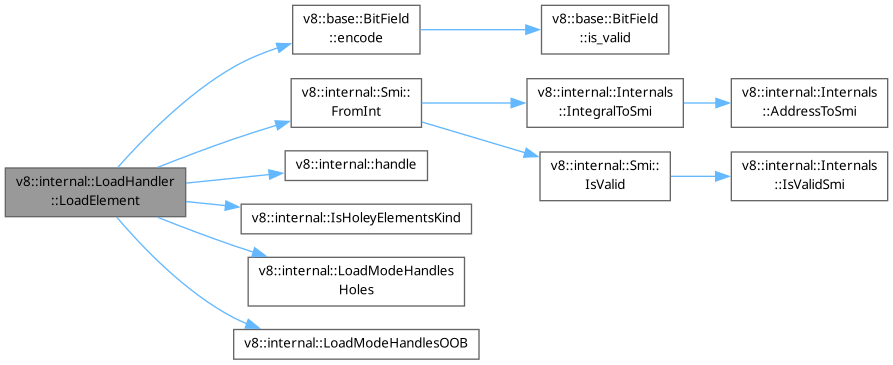 v8::internal::LoadHandler
::LoadElement
v8::base::BitField
::encode
v8::base::BitField
::is_valid
v8::internal::Smi::
FromInt
v8::internal::Internals
::IntegralToSmi
v8::internal::Internals
::AddressToSmi
v8::internal::handle
v8::internal::Smi::
IsValid
v8::internal::Internals
::IsValidSmi
v8::internal::IsHoleyElementsKind
v8::internal::LoadModeHandles
Holes
v8::internal::LoadModeHandlesOOB